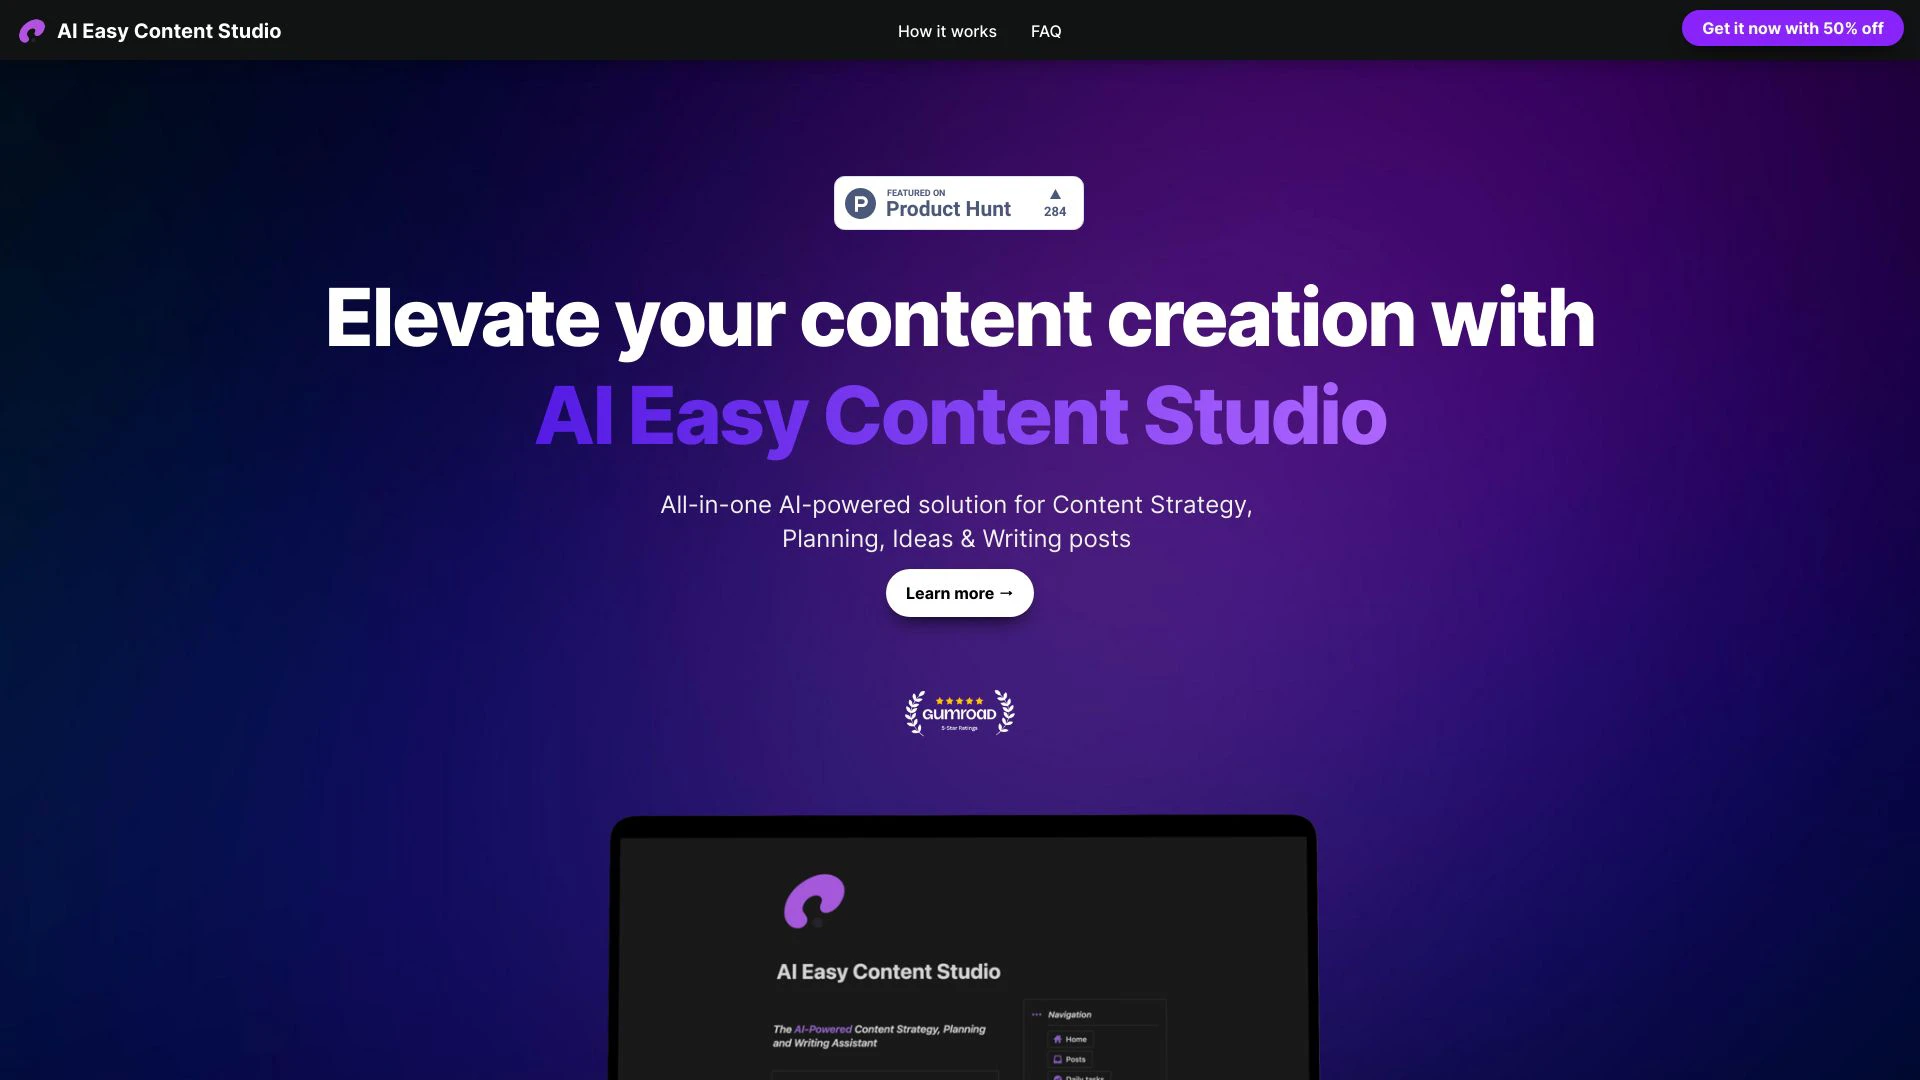 AI Easy Content Studio
How it works
FAQ
Get it now with 50% off
FEATURED ON
Product Hunt
284
Elevate your content creation with
AI Easy Content Studio
All-in-one AI-powered solution for Content Strategy,
Planning, Ideas & Writing posts
Learn more →
GUMROAD
5-Star Ratings
AI Easy Content Studio
The AI-Powered Content Strategy, Planning
and Writing Assistant
Navigation
Home
Posts
Daily tasks